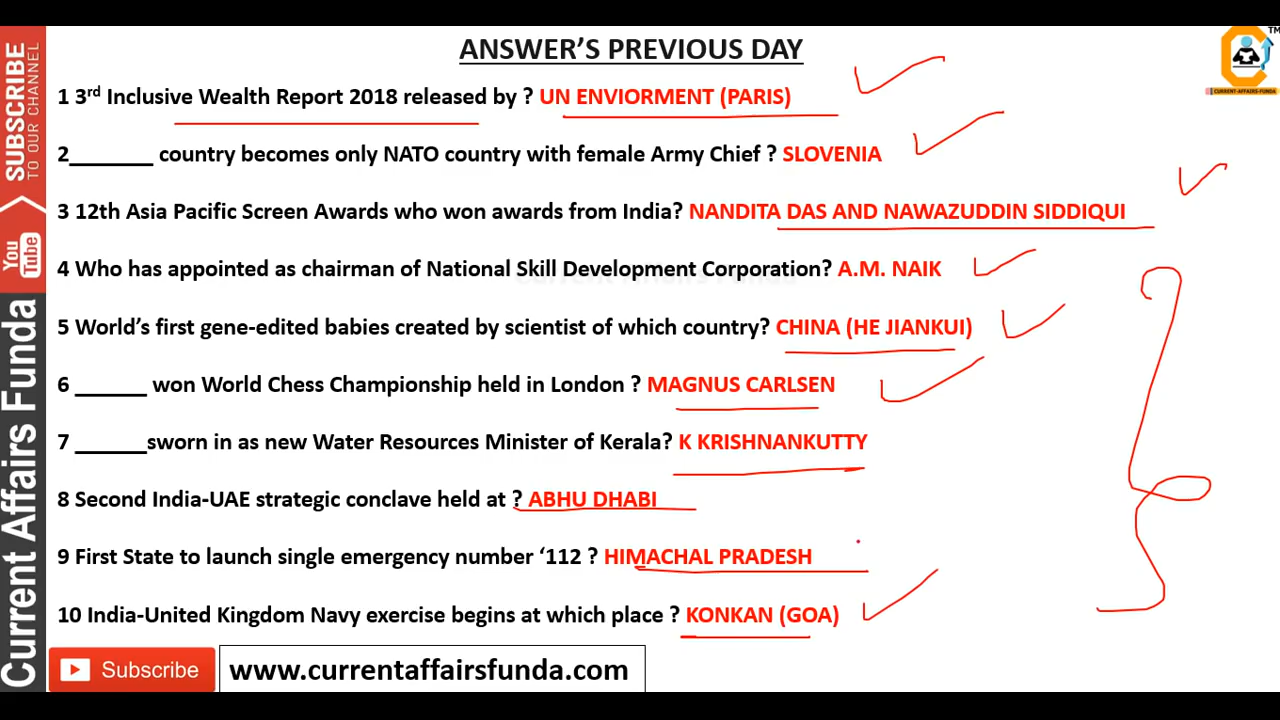 ANSWER'S PREVIOUS DAY
1 3rd Inclusive Wealth Report 2018 released by ? UN ENVIORMENT (PARIS)
2_______ country becomes only NATO country with female Army Chief ? SLOVENIA
3 12th Asia Pacific Screen Awards who won awards from India? NANDITA DAS AND NAWAZUDDIN SIDDIQUI
4 Who has appointed as chairman of National Skill Development Corporation? A.M. NAIK
5 World's first gene-edited babies created by scientist of which country? CHINA (HE JIANKUI)
6 ______ won World Chess Championship held in London ? MAGNUS CARLSEN
7 ______sworn in as new Water Resources Minister of Kerala? K KRISHNANKUTTY
8 Second India-UAE strategic conclave held at ? ABHU DHABI
9 First State to launch single emergency number '112 ? HIMACHAL PRADESH
10 India-United Kingdom Navy exercise begins at which place ? KONKAN (GOA)
Subscribe
www.currentaffairsfunda.com
SUBSCRIBE
TO OUR CHANNEL
You Tube
Current Affairs Funda
CURRENT-AFFAIRS-FUNDA
TM